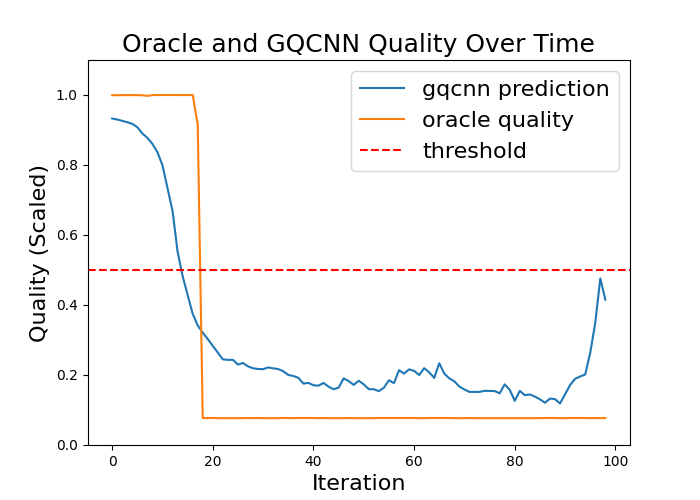 Oracle and GQCNN Quality Over Time
gqcnn prediction
oracle quality
threshold
Quality (Scaled)
1.0
0.8
0.6
0.4
0.2
0.0
0 20 40 60 80 100
Iteration